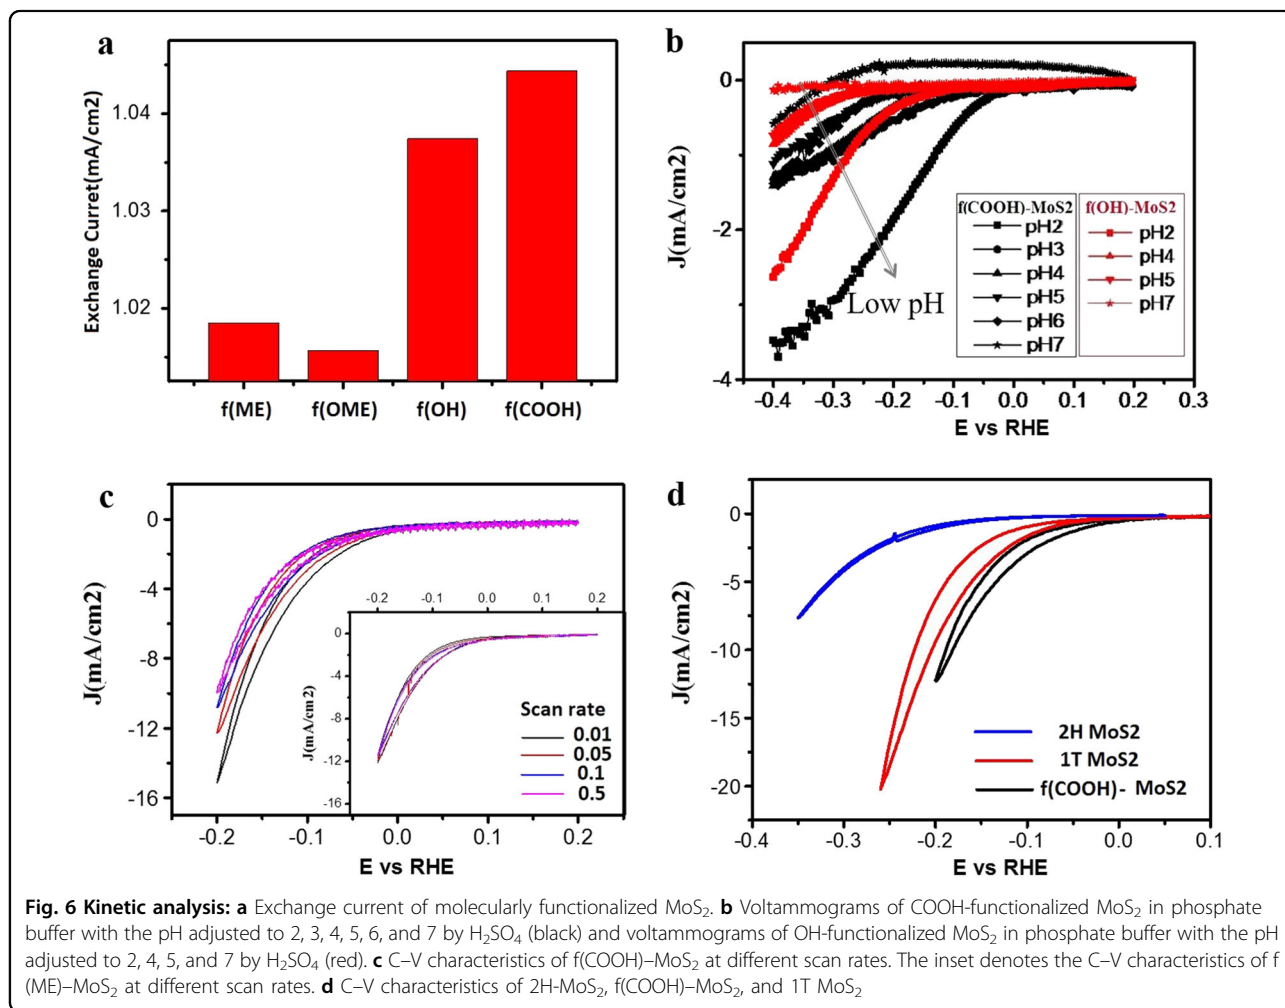 a
Exchange Curret(mA/cm2)
1.04
1.03
1.02
f(ME)
f(OME)
f(OH)
f(COOH)
b
J(mA/cm2)
0
-2
-4
Low pH
f(COOH)-MoS2
pH2
pH3
pH4
pH5
pH6
pH7
f(OH)-MoS2
pH2
pH4
pH5
pH7
-0.4 -0.3 -0.2 -0.1 0.0 0.1 0.2 0.3
E vs RHE
c
J(mA/cm2)
0
-4
-8
-12
-16
-0.2 -0.1 0.0 0.1 0.2
J(mA/cm2)
0
-4
-8
-12
-16
Scan rate
0.01
0.05
0.1
0.5
-0.2 -0.1 0.0 0.1 0.2
E vs RHE
d
J(mA/cm2)
0
-5
-10
-15
-20
2H MoS2
1T MoS2
f(COOH)- MoS2
-0.4 -0.3 -0.2 -0.1 0.0 0.1
E vs RHE
Fig. 6 Kinetic analysis: a Exchange current of molecularly functionalized MoS₂. b Voltammograms of COOH-functionalized MoS₂ in phosphate
buffer with the pH adjusted to 2, 3, 4, 5, 6, and 7 by H₂SO₄ (black) and voltammograms of OH-functionalized MoS₂ in phosphate buffer with the pH
adjusted to 2, 4, 5, and 7 by H₂SO₄ (red). c C–V characteristics of f(COOH)–MoS₂ at different scan rates. The inset denotes the C–V characteristics of f
(ME)–MoS₂ at different scan rates. d C–V characteristics of 2H-MoS₂, f(COOH)–MoS₂, and 1T MoS₂